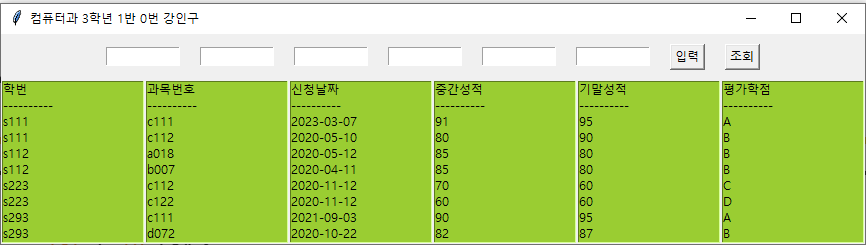 컴퓨터과 3학년 1반 0번 강인구
입력 조회
학번 과목번호 신청날짜 중간성적 기말성적 평가학점
---------- ---------- ---------- ---------- ---------- ----------
s111 c111 2023-03-07 91 95 A
s111 c112 2020-05-10 80 90 B
s112 a018 2020-05-12 85 80 B
s112 b007 2020-04-11 85 80 B
s223 c112 2020-11-12 70 60 C
s223 c122 2020-11-12 60 60 D
s293 c111 2021-09-03 90 95 A
s293 d072 2020-10-22 82 87 B